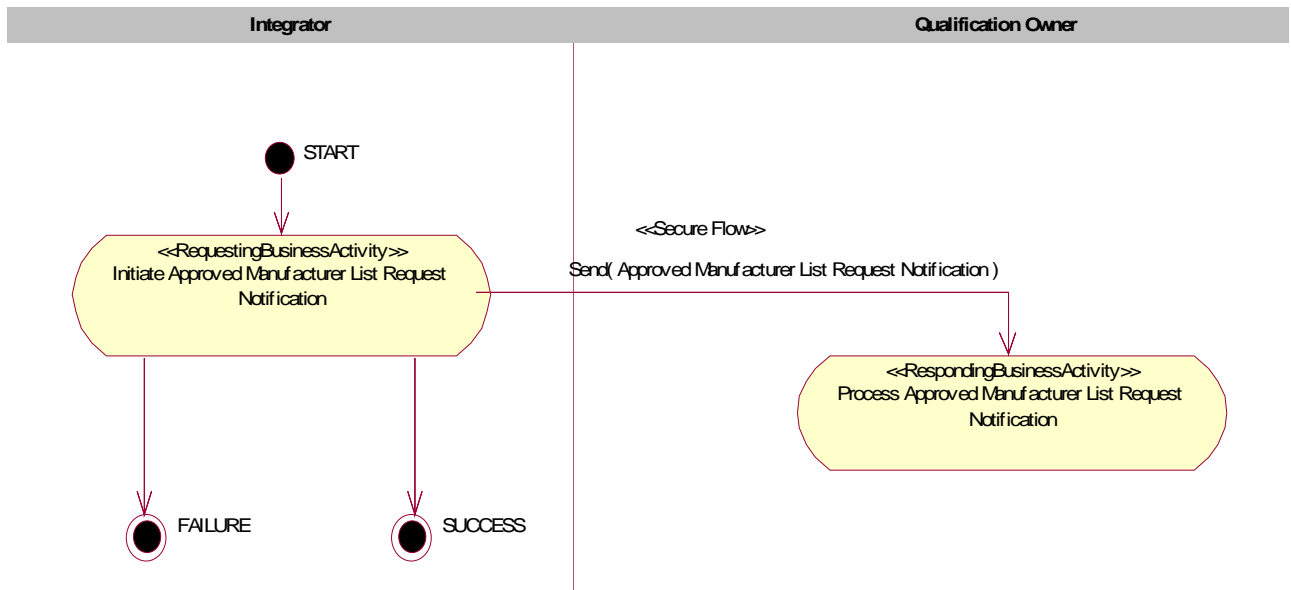 Integrator
Qualification Owner
START
<<RequestingBusinessActivity>>
Initiate Approved Manufacturer List Request
Notification
<<Secure Flow>>
Send( Approved Manufacturer List Request Notification )
<<RespondingBusinessActivity>>
Process Approved Manufacturer List Request
Notification
FAILURE
SUCCESS